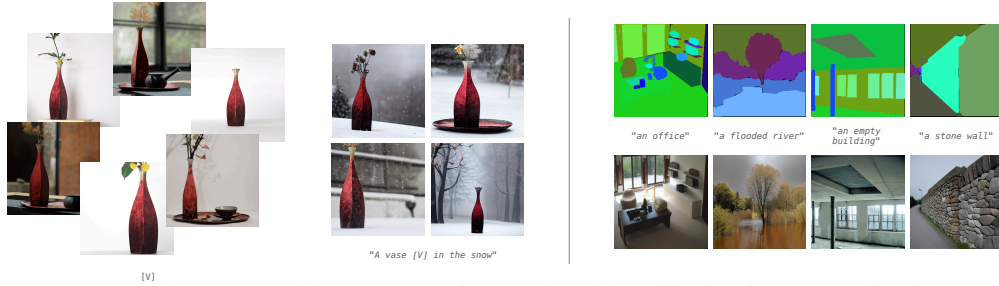 [V]
"A vase [V] in the snow"
"an office"
"a flooded river"
"an empty
building"
"a stone wall"